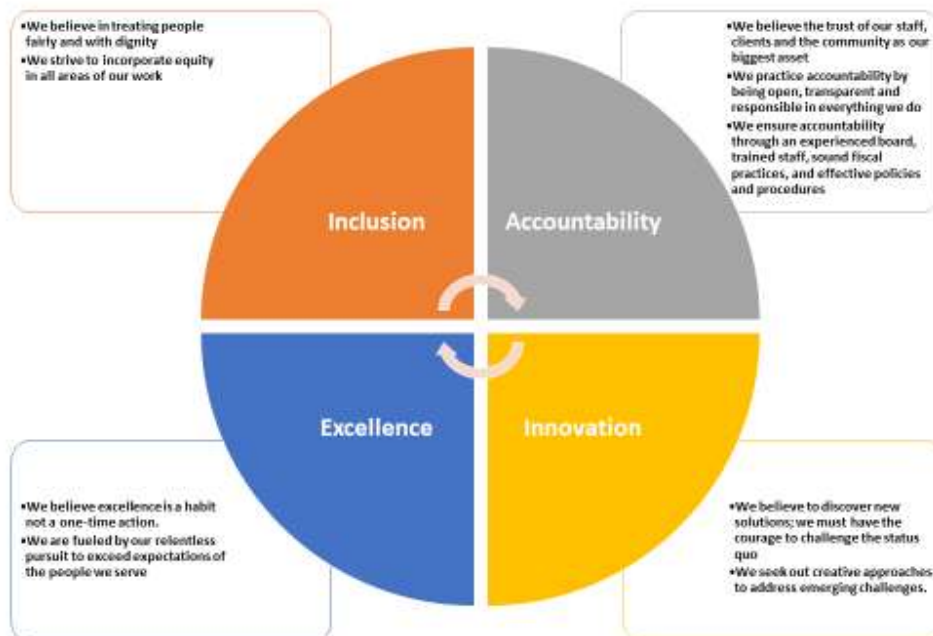 •We believe in treating people
fairly and with dignity
•We strive to incorporate equity
in all areas of our work
•We believe the trust of our staff,
clients and the community as our
biggest asset
•We practice accountability by
being open, transparent and
responsible in everything we do
•We ensure accountability
through an experienced board,
trained staff, sound fiscal
practices, and effective policies
and procedures
Inclusion
Accountability
Excellence
Innovation
•We believe excellence is a habit
not a one-time action.
•We are fueled by our relentless
pursuit to exceed expectations of
the people we serve
•We believe to discover new
solutions; we must have the
courage to challenge the status
quo
•We seek out creative approaches
to address emerging challenges.